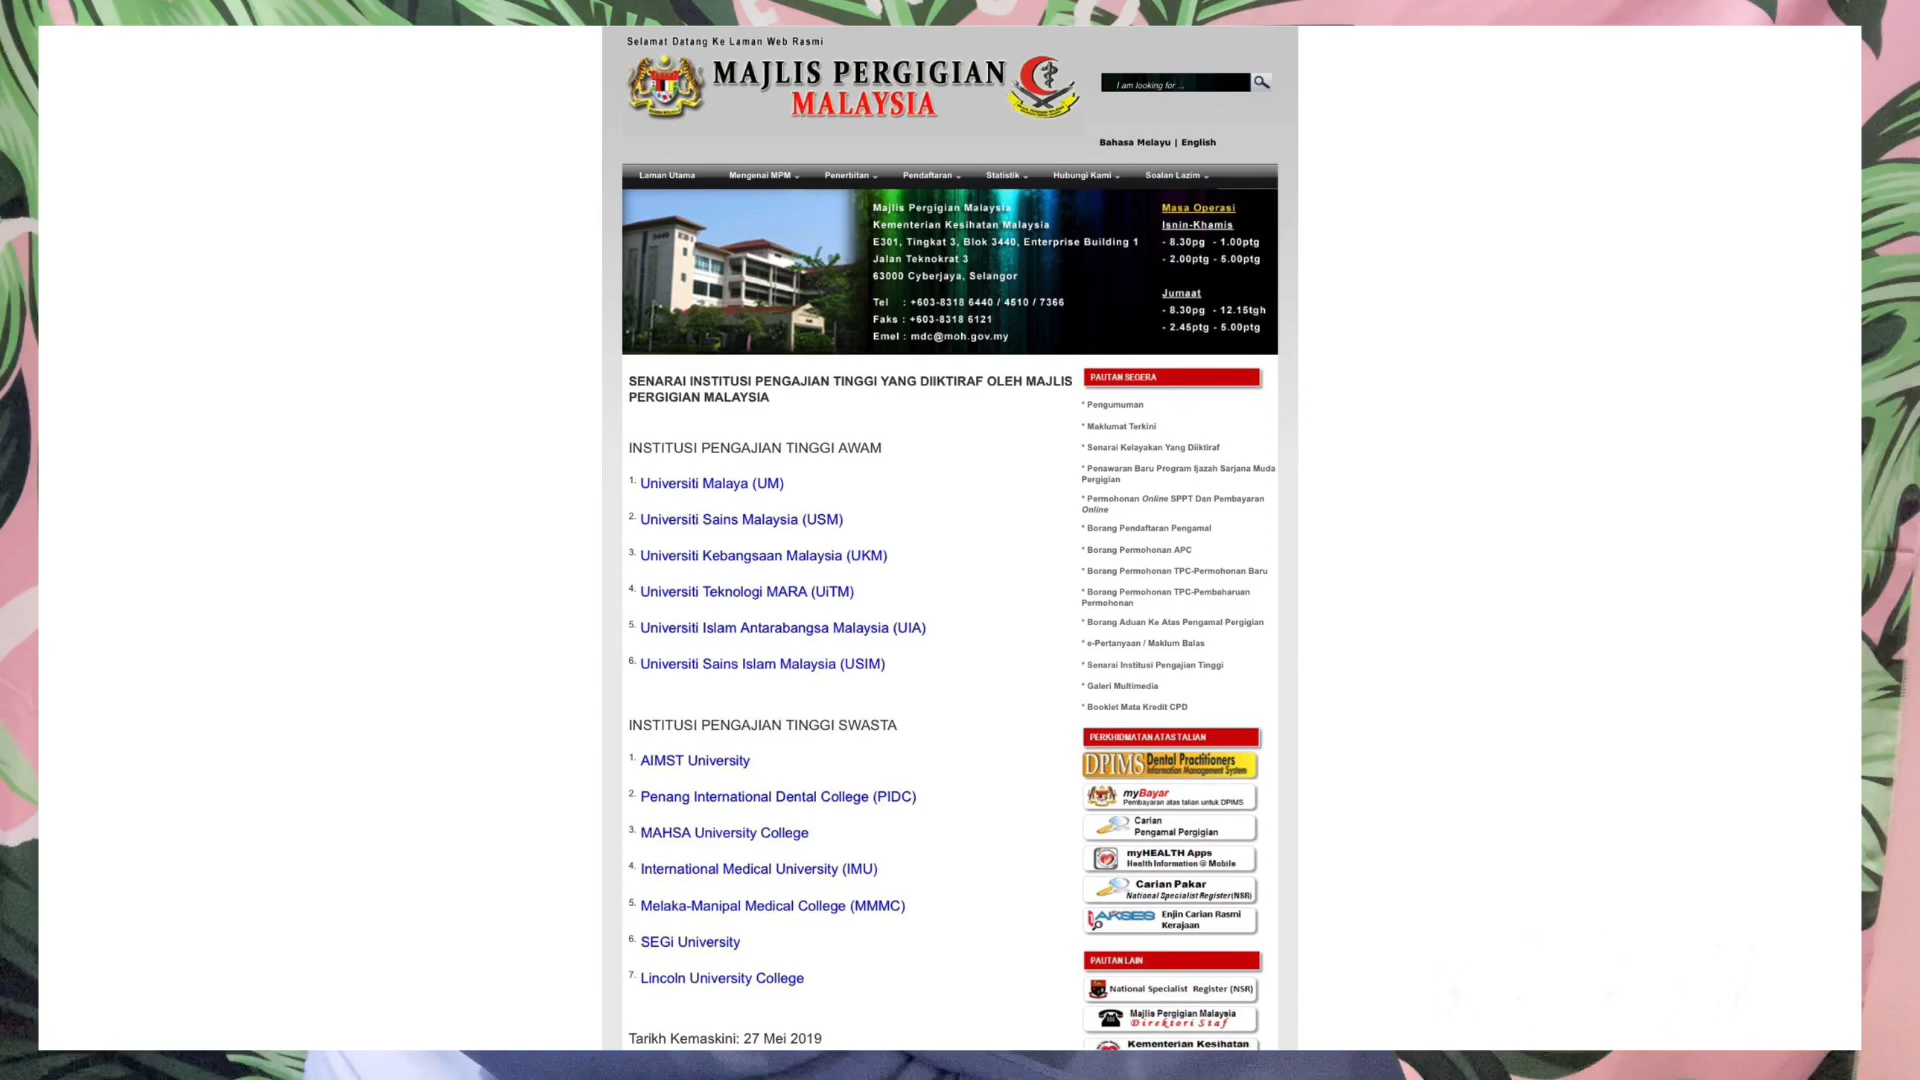 Selamat Datang Ke Laman Web Rasmi
MAJLIS PERGIGIAN
MALAYSIA
I am looking for ...
Bahasa Melayu | English
Laman Utama
Mengenai MPM
Penerbitan
Pendaftaran
Statistik
Hubungi Kami
Soalan Lazim
Majlis Pergigian Malaysia
Kementerian Kesihatan Malaysia
E301, Tingkat 3, Blok 3440, Enterprise Building 1
Jalan Teknokrat 3
63000 Cyberjaya, Selangor
Tel : +603-8318 6440 / 4510 / 7366
Faks : +603-8318 6121
Emel : mdc@moh.gov.my
Masa Operasi
Isnin-Khamis
- 8.30pg - 1.00ptg
- 2.00ptg - 5.00ptg
Jumaat
- 8.30pg - 12.15tgh
- 2.45ptg - 5.00ptg
SENARAI INSTITUSI PENGAJIAN TINGGI YANG DIIKTIRAF OLEH MAJLIS
PERGIGIAN MALAYSIA
INSTITUSI PENGAJIAN TINGGI AWAM
1. Universiti Malaya (UM)
2. Universiti Sains Malaysia (USM)
3. Universiti Kebangsaan Malaysia (UKM)
4. Universiti Teknologi MARA (UiTM)
5. Universiti Islam Antarabangsa Malaysia (UIA)
6. Universiti Sains Islam Malaysia (USIM)
INSTITUSI PENGAJIAN TINGGI SWASTA
1. AIMST University
2. Penang International Dental College (PIDC)
3. MAHSA University College
4. International Medical University (IMU)
5. Melaka-Manipal Medical College (MMMC)
6. SEGi University
7. Lincoln University College
Tarikh Kemaskini: 27 Mei 2019
PAUTAN SEGERA
* Pengumuman
* Maklumat Terkini
* Senarai Kelayakan Yang Diiktiraf
* Penawaran Baru Program Ijazah Sarjana Muda
Pergigian
* Permohonan Online SPPT Dan Pembayaran
Online
* Borang Pendaftaran Pengamal
* Borang Permohonan APC
* Borang Permohonan TPC-Permohonan Baru
* Borang Permohonan TPC-Pembaharuan
Permohonan
* Borang Aduan Ke Atas Pengamal Pergigian
* e-Pertanyaan / Maklum Balas
* Senarai Institusi Pengajian Tinggi
* Galeri Multimedia
* Booklet Mata Kredit CPD
PERKHIDMATAN ATAS TALIAN
DPIMS Dental Practitioners
Information Management System
myBayar
Pembayaran atas talian untuk DPIMS
Carian
Pengamal Pergigian
myHEALTH Apps
Health Information @ Mobile
Carian Pakar
National Specialist Register(NSR)
iAKSES Enjin Carian Rasmi
Kerajaan
PAUTAN LAIN
National Specialist Register (NSR)
Majlis Pergigian Malaysia
Direktori Staf
Kementerian Kesihatan